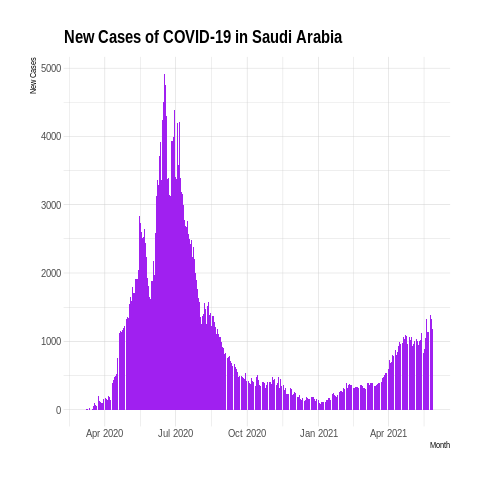 New Cases of COVID-19 in Saudi Arabia
New Cases
5000
4000
3000
2000
1000
0
Apr 2020 Jul 2020 Oct 2020 Jan 2021 Apr 2021
Month